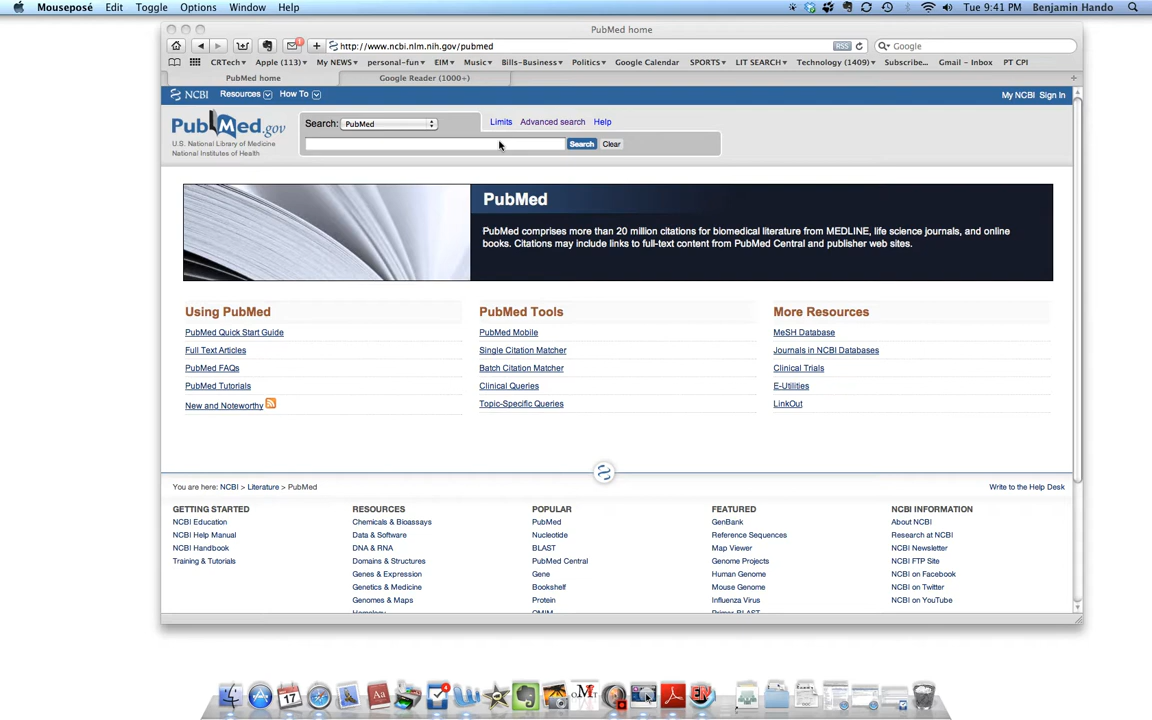 Mouseposé Edit Toggle Options Window Help Tue 9:41 PM Benjamin Hando
PubMed home
http://www.ncbi.nlm.nih.gov/pubmed RSS Google
CRTech Apple (113) My NEWS personal-fun EIM Music Bills-Business Politics Google Calendar SPORTS LIT SEARCH Technology (1409) Subscribe... Gmail - Inbox PT CPI
PubMed home Google Reader (1000+)
NCBI Resources How To My NCBI Sign In
PubMed.gov
U.S. National Library of Medicine
National Institutes of Health
Search: PubMed Limits Advanced search Help
Search Clear
PubMed
PubMed comprises more than 20 million citations for biomedical literature from MEDLINE, life science journals, and online
books. Citations may include links to full-text content from PubMed Central and publisher web sites.
Using PubMed
PubMed Quick Start Guide
Full Text Articles
PubMed FAQs
PubMed Tutorials
New and Noteworthy
PubMed Tools
PubMed Mobile
Single Citation Matcher
Batch Citation Matcher
Clinical Queries
Topic-Specific Queries
More Resources
MeSH Database
Journals in NCBI Databases
Clinical Trials
E-Utilities
LinkOut
You are here: NCBI > Literature > PubMed Write to the Help Desk
GETTING STARTED
NCBI Education
NCBI Help Manual
NCBI Handbook
Training & Tutorials
RESOURCES
Chemicals & Bioassays
Data & Software
DNA & RNA
Domains & Structures
Genes & Expression
Genetics & Medicine
Genomes & Maps
Homology
POPULAR
PubMed
Nucleotide
BLAST
PubMed Central
Gene
Bookshelf
Protein
OMIM
FEATURED
GenBank
Reference Sequences
Map Viewer
Genome Projects
Human Genome
Mouse Genome
Influenza Virus
Primer-BLAST
NCBI INFORMATION
About NCBI
Research at NCBI
NCBI Newsletter
NCBI FTP Site
NCBI on Facebook
NCBI on Twitter
NCBI on YouTube
17 Aa OMT EN